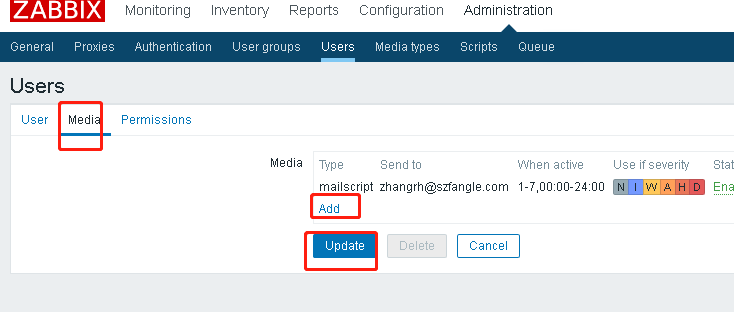 ZABBIX Monitoring Inventory Reports Configuration Administration
General Proxies Authentication User groups Users Media types Scripts Queue
Users
User Media Permissions
Media Type Send to When active Use if severity Stat
mailscript zhangrh@szfangle.com 1-7,00:00-24:00 N I W A H D Ena
Add
Update Delete Cancel